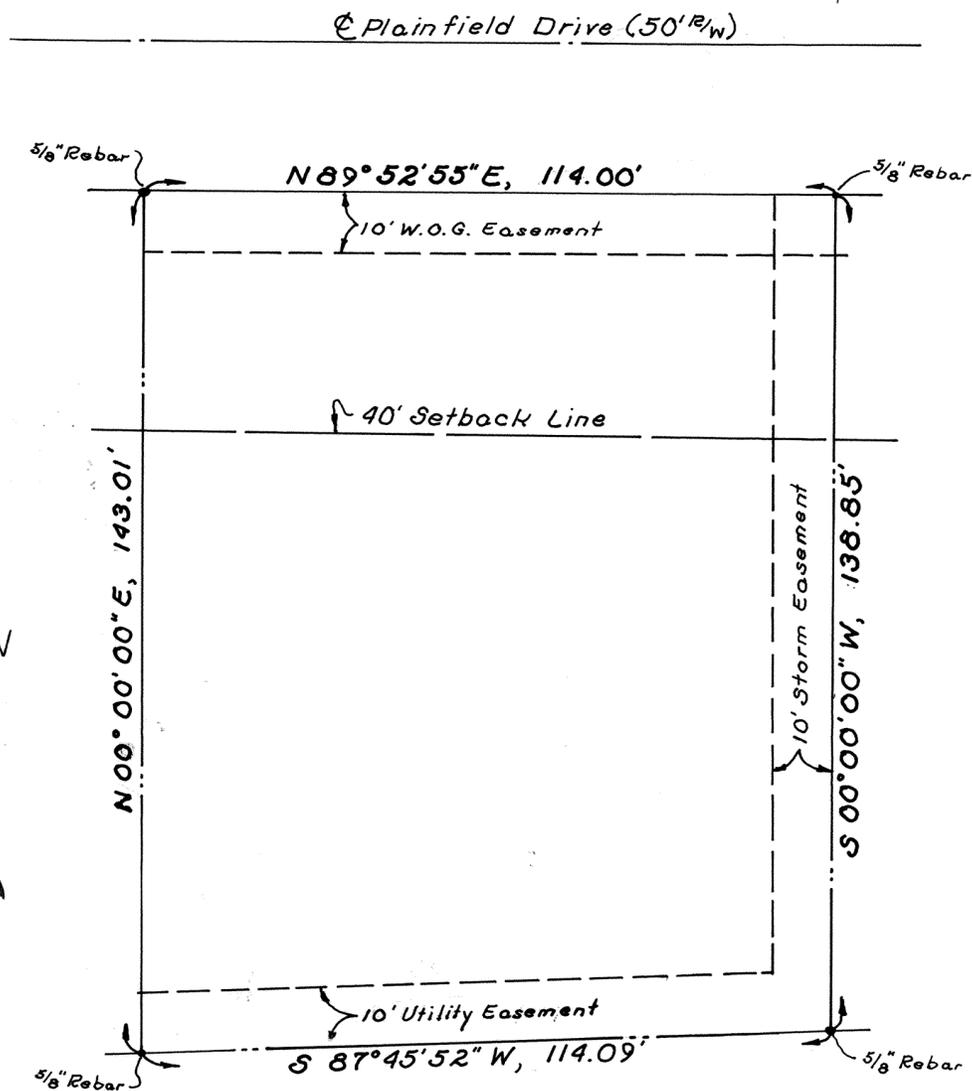 ℄ Plainfield Drive (50' R/W)
5/8" Rebar
N 89° 52' 55" E, 114.00'
5/8" Rebar
10' W.O.G. Easement
40' Setback Line
N 00° 00' 00" E, 143.01'
10' Storm Easement
S 00° 00' 00" W, 138.85'
10' Utility Easement
S 87° 45' 52" W, 114.09'
5/8" Rebar
5/8" Rebar